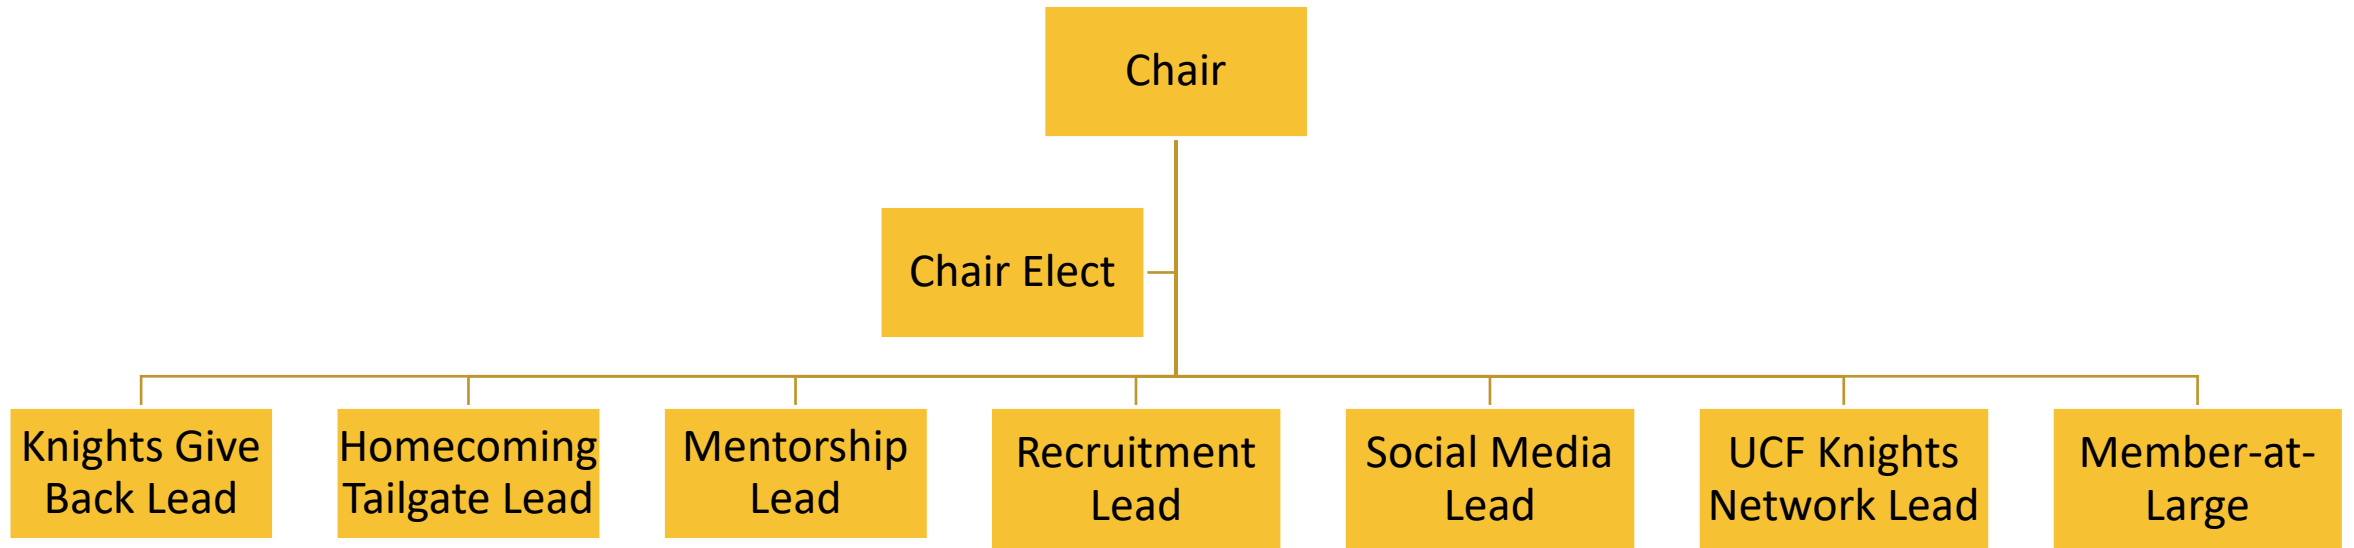 Chair
Chair Elect
Knights Give
Back Lead
Homecoming
Tailgate Lead
Mentorship
Lead
Recruitment
Lead
Social Media
Lead
UCF Knights
Network Lead
Member-at-
Large